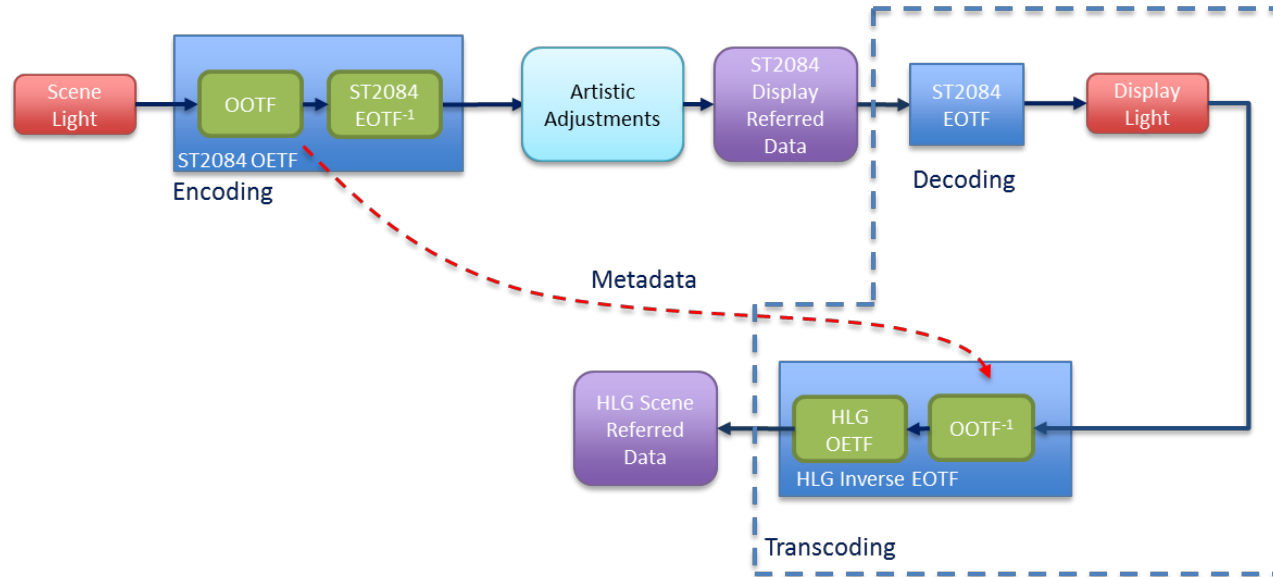 Scene
Light
OOTF
ST2084
EOTF-1
ST2084 OETF
Encoding
Artistic
Adjustments
ST2084
Display
Referred
Data
ST2084
EOTF
Decoding
Display
Light
Metadata
HLG Scene
Referred
Data
HLG
OETF
OOTF-1
HLG Inverse EOTF
Transcoding